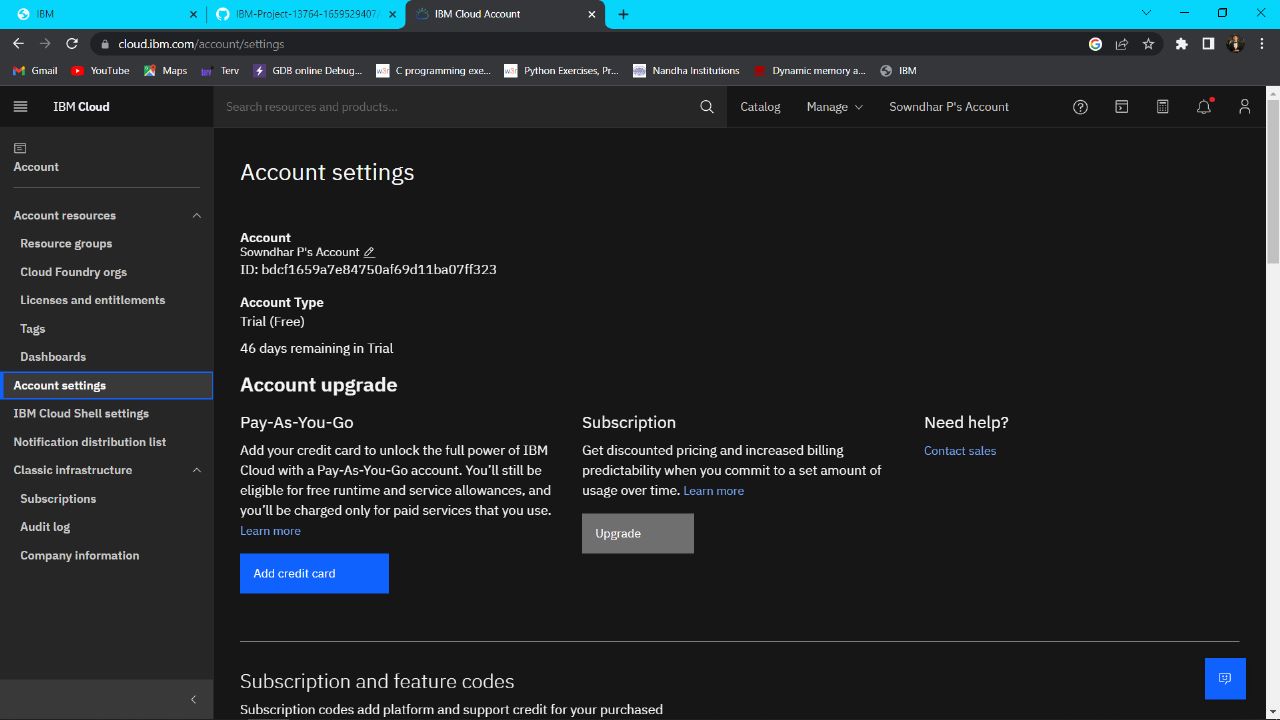 IBM
IBM-Project-13764-1659529407/
IBM Cloud Account
cloud.ibm.com/account/settings
Gmail
YouTube
Maps
Terv
GDB online Debug...
C programming exe...
Python Exercises, Pr...
Nandha Institutions
Dynamic memory a...
IBM
IBM Cloud
Search resources and products...
Catalog
Manage
Sowndhar P's Account
Account
Account resources
Resource groups
Cloud Foundry orgs
Licenses and entitlements
Tags
Dashboards
Account settings
IBM Cloud Shell settings
Notification distribution list
Classic infrastructure
Subscriptions
Audit log
Company information
Account settings
Account
Sowndhar P's Account
ID: bdcf1659a7e84750af69d11ba07ff323
Account Type
Trial (Free)
46 days remaining in Trial
Account upgrade
Pay-As-You-Go
Add your credit card to unlock the full power of IBM
Cloud with a Pay-As-You-Go account. You’ll still be
eligible for free runtime and service allowances, and
you’ll be charged only for paid services that you use.
Learn more
Add credit card
Subscription
Get discounted pricing and increased billing
predictability when you commit to a set amount of
usage over time. Learn more
Upgrade
Need help?
Contact sales
Subscription and feature codes
Subscription codes add platform and support credit for your purchased